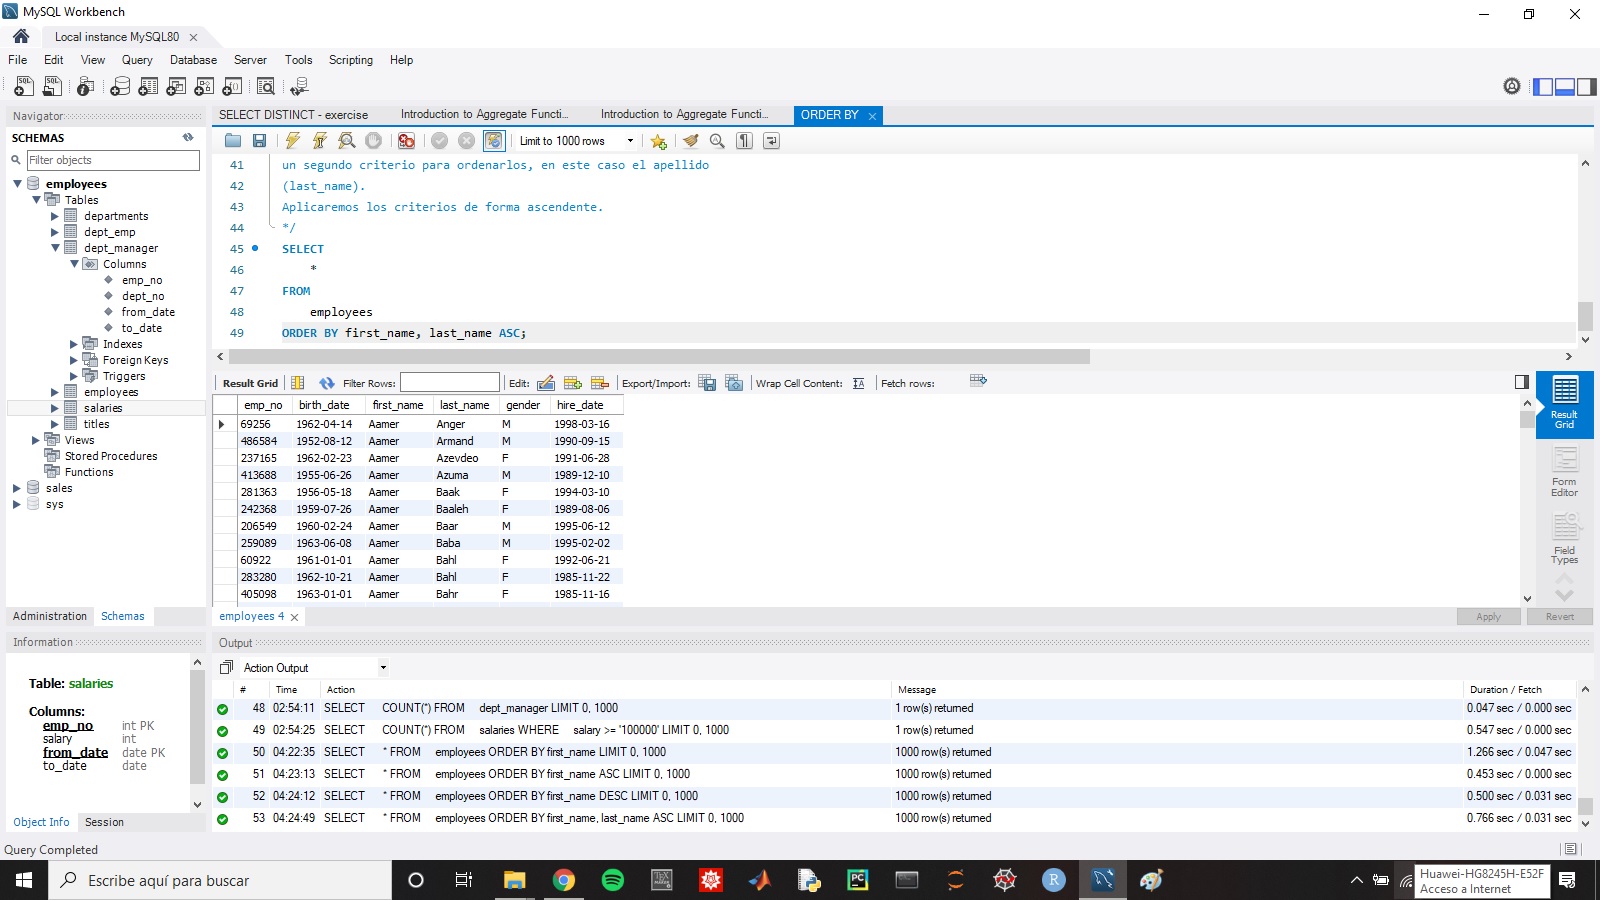 MySQL Workbench
Local instance MySQL80
File Edit View Query Database Server Tools Scripting Help
Navigator
SCHEMAS
Filter objects
employees
Tables
departments
dept_emp
dept_manager
Columns
emp_no
dept_no
from_date
to_date
Indexes
Foreign Keys
Triggers
employees
salaries
titles
Views
Stored Procedures
Functions
sales
sys
Administration Schemas
Information
Table: salaries
Columns:
emp_no int PK
salary int
from_date date PK
to_date date
Object Info Session
SELECT DISTINCT - exercise Introduction to Aggregate Functi... Introduction to Aggregate Functi... ORDER BY
Limit to 1000 rows
41 un segundo criterio para ordenarlos, en este caso el apellido
42 (last_name).
43 Aplicaremos los criterios de forma ascendente.
44 */
45 SELECT
46 *
47 FROM
48 employees
49 ORDER BY first_name, last_name ASC;
Result Grid Filter Rows: Edit: Export/Import: Wrap Cell Content: Fetch rows:
emp_no birth_date first_name last_name gender hire_date
69256 1962-04-14 Aamer Anger M 1998-03-16
486584 1952-08-12 Aamer Armand M 1990-09-15
237165 1962-02-23 Aamer Azevdeo F 1991-06-28
413688 1955-06-26 Aamer Azuma M 1989-12-10
281363 1956-05-18 Aamer Baak F 1994-03-10
242368 1959-07-26 Aamer Baaleh F 1989-08-06
206549 1960-02-24 Aamer Baar M 1995-06-12
259089 1963-06-08 Aamer Baba M 1995-02-02
60922 1961-01-01 Aamer Bahl F 1992-06-21
283280 1962-10-21 Aamer Bahl F 1985-11-22
405098 1963-01-01 Aamer Bahr F 1985-11-16
Result
Grid
Form
Editor
Field
Types
employees 4
Apply Revert
Output
Action Output
# Time Action Message Duration / Fetch
48 02:54:11 SELECT COUNT(*) FROM dept_manager LIMIT 0, 1000 1 row(s) returned 0.047 sec / 0.000 sec
49 02:54:25 SELECT COUNT(*) FROM salaries WHERE salary >= '100000' LIMIT 0, 1000 1 row(s) returned 0.547 sec / 0.000 sec
50 04:22:35 SELECT * FROM employees ORDER BY first_name LIMIT 0, 1000 1000 row(s) returned 1.266 sec / 0.047 sec
51 04:23:13 SELECT * FROM employees ORDER BY first_name ASC LIMIT 0, 1000 1000 row(s) returned 0.453 sec / 0.000 sec
52 04:24:12 SELECT * FROM employees ORDER BY first_name DESC LIMIT 0, 1000 1000 row(s) returned 0.500 sec / 0.031 sec
53 04:24:49 SELECT * FROM employees ORDER BY first_name, last_name ASC LIMIT 0, 1000 1000 row(s) returned 0.766 sec / 0.031 sec
Query Completed
Escribe aquí para buscar
Huawei-HG8245H-E52F
Acceso a Internet